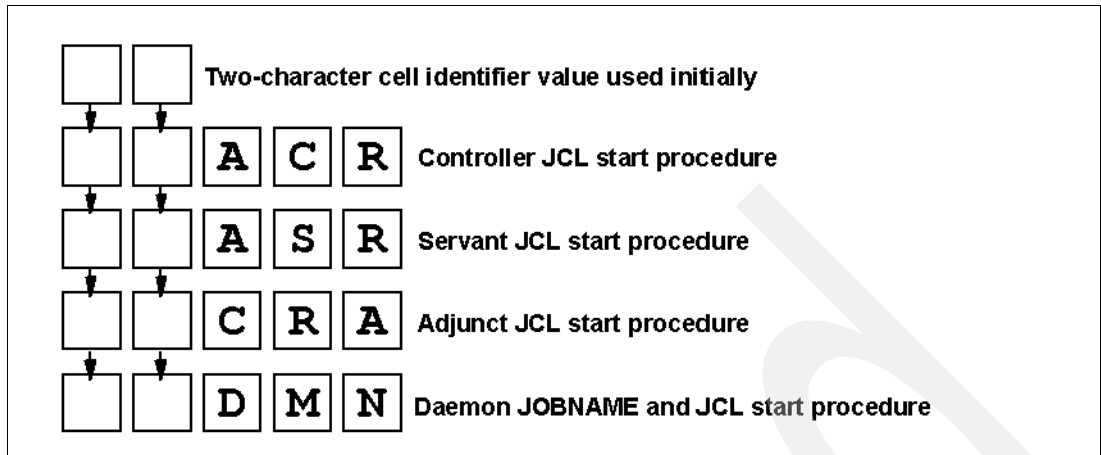 Two-character cell identifier value used initially
A C R Controller JCL start procedure
A S R Servant JCL start procedure
C R A Adjunct JCL start procedure
D M N Daemon JOBNAME and JCL start procedure